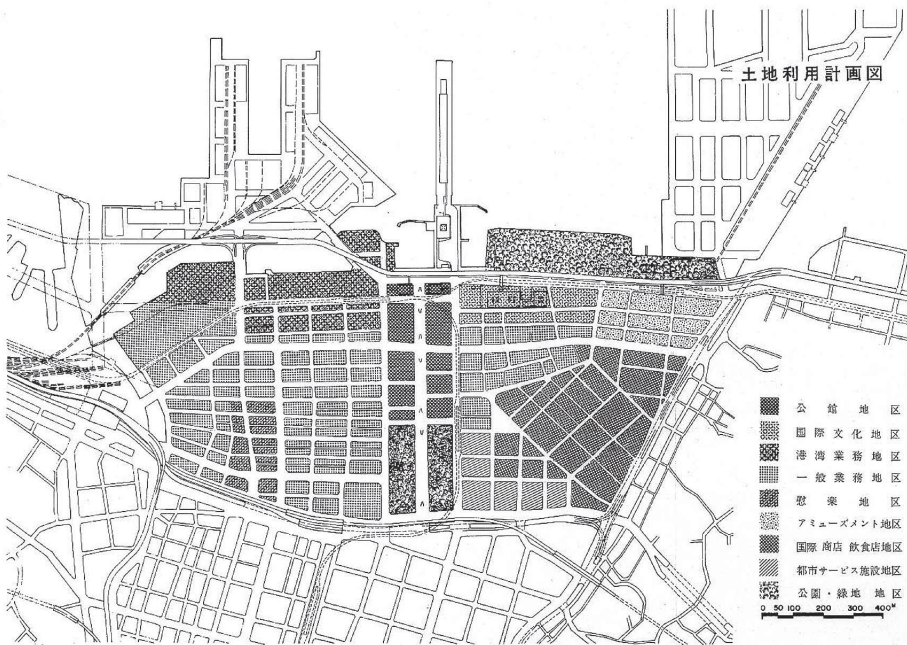 土地利用計画図
公館地区
国際文化地区
港湾業務地区
一般業務地区
慰楽地区
アミューズメント地区
国際商店飲食店地区
都市サービス施設地区
公園・緑地地区
0 50 100 200 300 400M